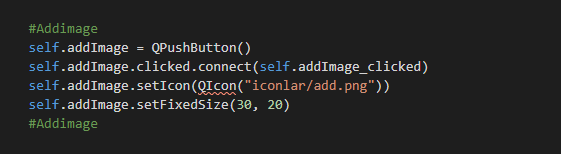 #Addimage
self.addImage = QPushButton()
self.addImage.clicked.connect(self.addImage_clicked)
self.addImage.setIcon(QIcon("iconlar/add.png"))
self.addImage.setFixedSize(30, 20)
#Addimage